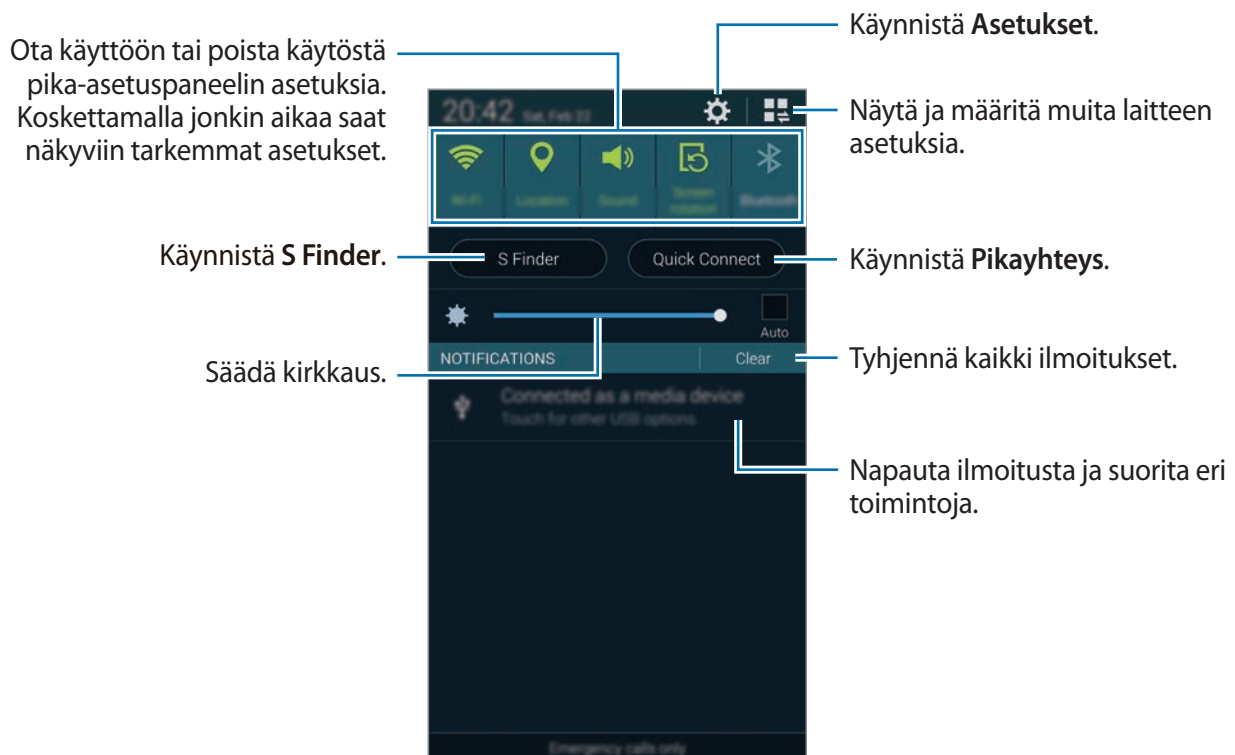 Käynnistä Asetukset.
Ota käyttöön tai poista käytöstä
pika-asetuspaneelin asetuksia.
Koskettamalla jonkin aikaa saat
näkyviin tarkemmat asetukset.
Näytä ja määritä muita laitteen
asetuksia.
20:42 Sat, Feb 22
Wi-Fi
Location
Sound
Screen
rotation
Bluetooth
Käynnistä S Finder.
S Finder
Quick Connect
Käynnistä Pikayhteys.
Auto
Säädä kirkkaus.
NOTIFICATIONS
Clear
Tyhjennä kaikki ilmoitukset.
Connected as a media device
Touch for other USB options.
Napauta ilmoitusta ja suorita eri
toimintoja.
Emergency calls only